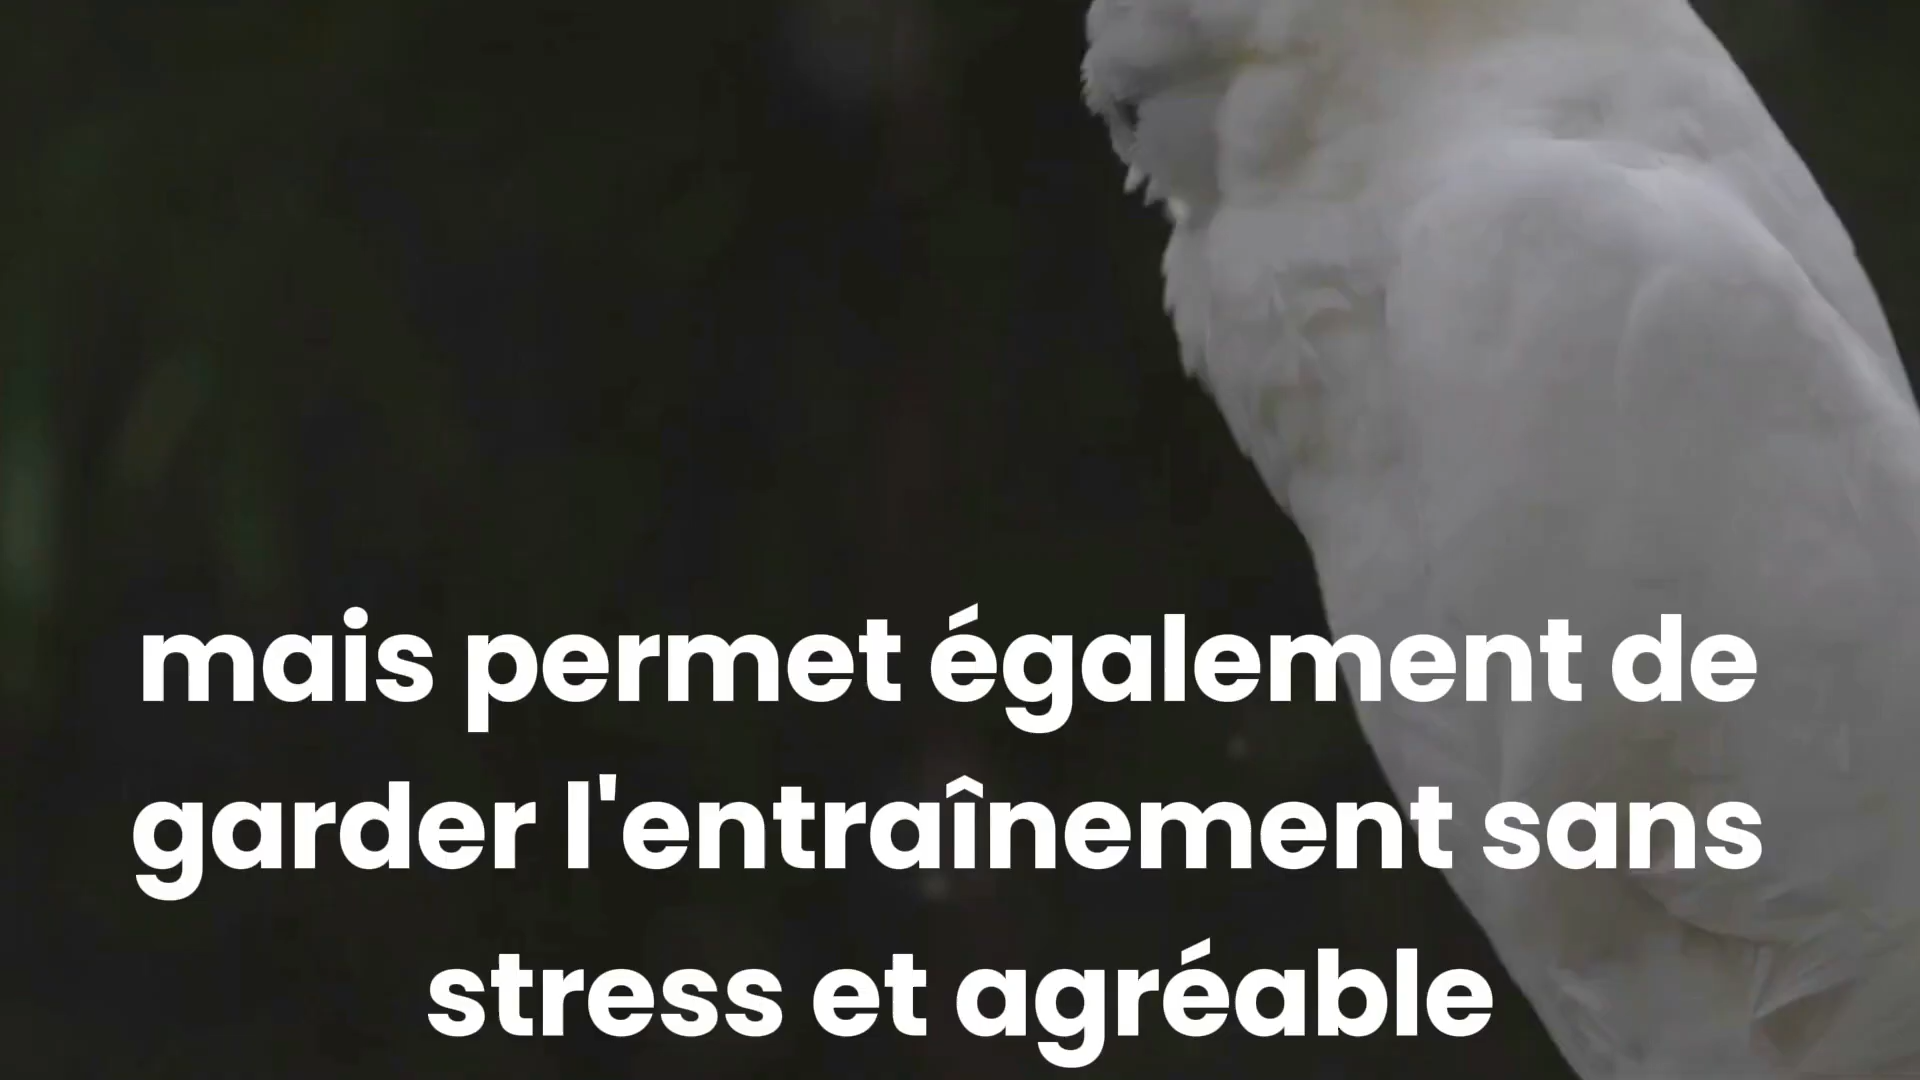 mais permet également de
garder l'entraînement sans
stress et agréable